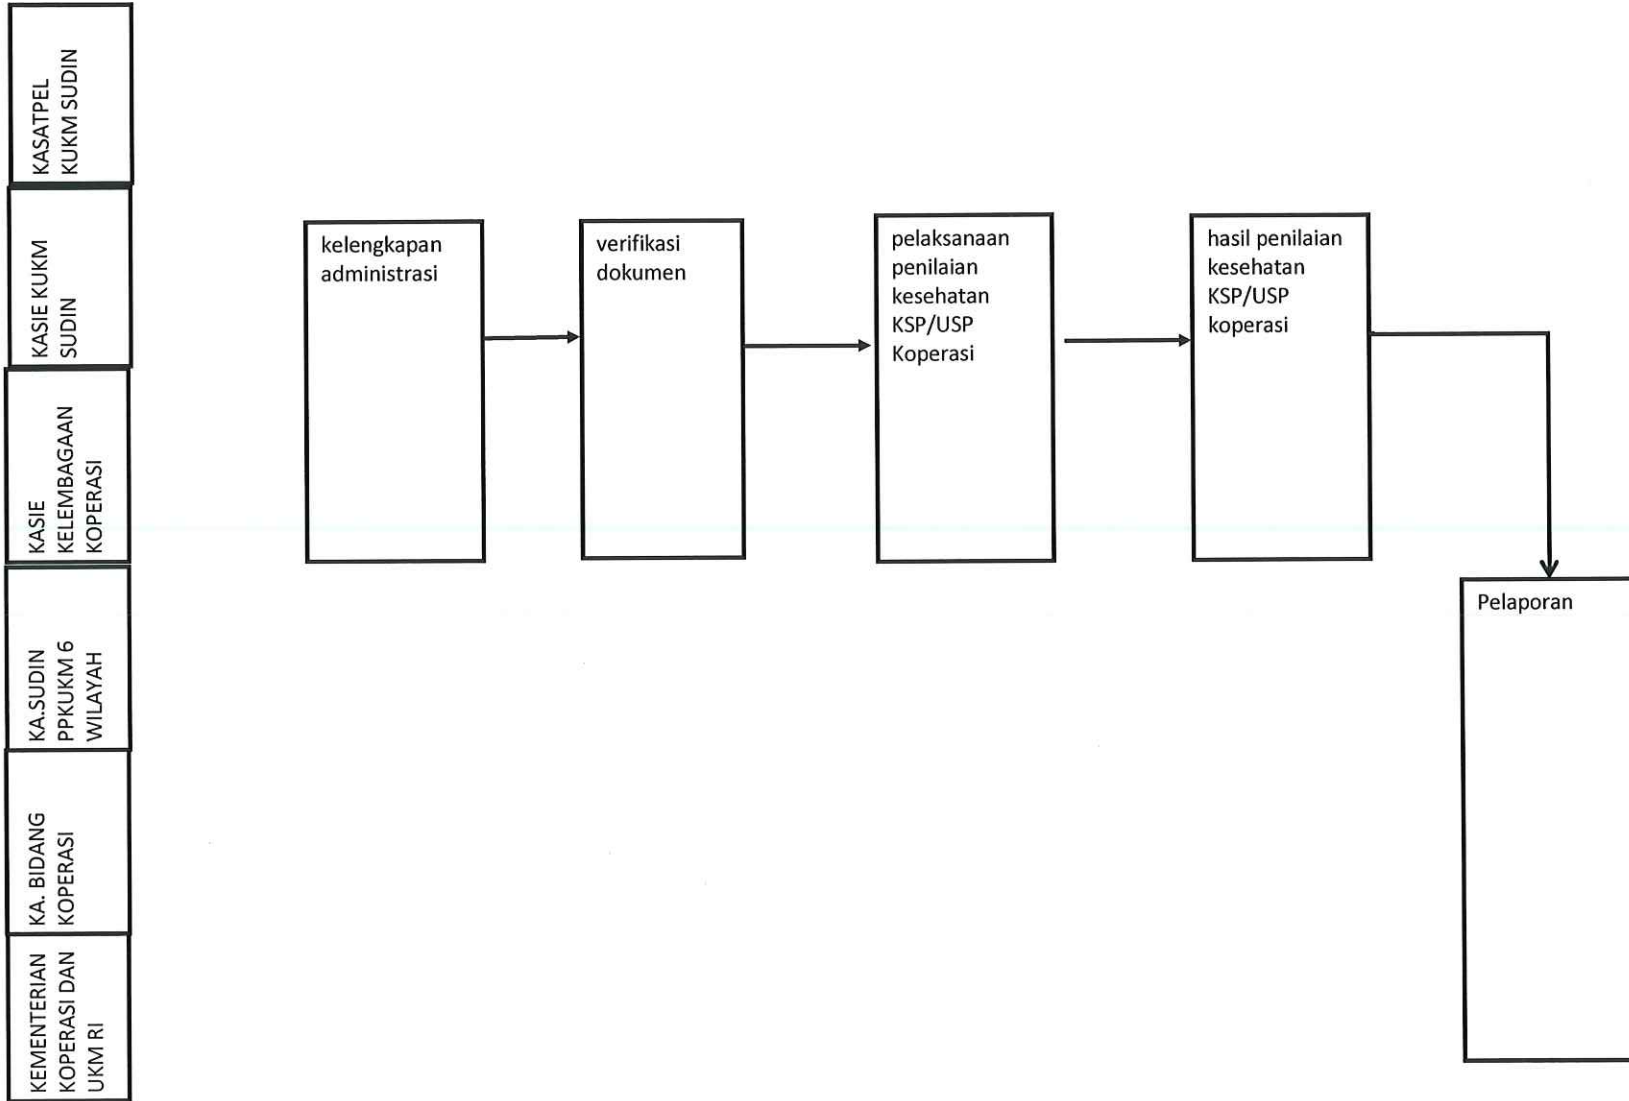 KASATPEL
KUKM SUDIN
KASIE KUKM
SUDIN
KASIE
KELEMBAGAAN
KOPERASI
KA.SUDIN
PPKUKM 6
WILAYAH
KA. BIDANG
KOPERASI
KEMENTERIAN
KOPERASI DAN
UKM RI
kelengkapan
administrasi
verifikasi
dokumen
pelaksanaan
penilaian
kesehatan
KSP/USP
Koperasi
hasil penilaian
kesehatan
KSP/USP
koperasi
Pelaporan